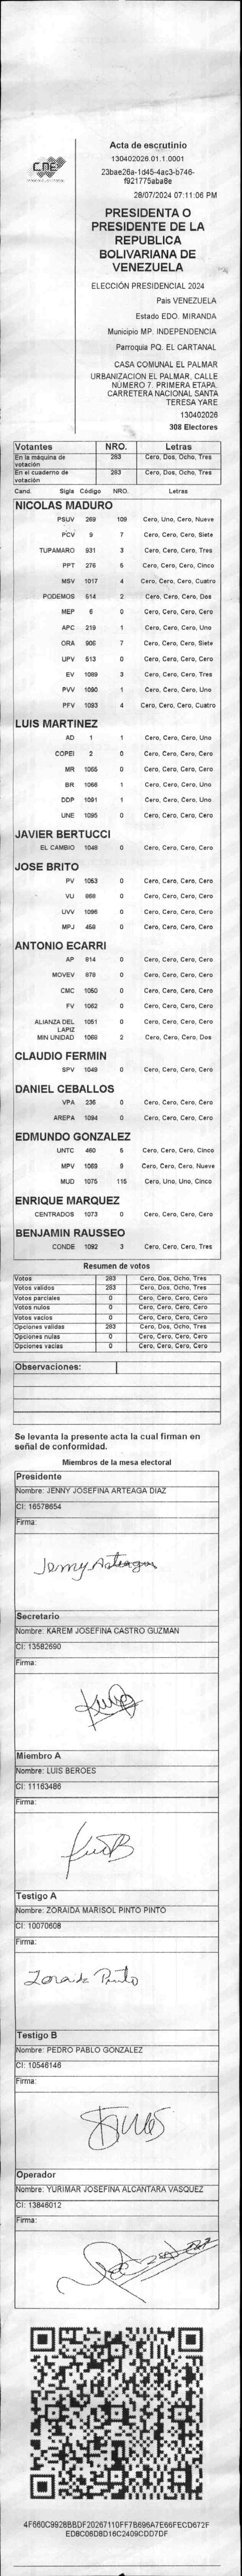 CNE
Acta de escrutinio
130402026.01.1.0001
23bae26a-1d45-4ac3-b746-
f921775aba8e
28/07/2024 07:11:06 PM
PRESIDENTA O
PRESIDENTE DE LA
REPUBLICA
BOLIVARIANA DE
VENEZUELA
ELECCIÓN PRESIDENCIAL 2024
Pais VENEZUELA
Estado EDO. MIRANDA
Municipio MP. INDEPENDENCIA
Parroquia PQ. EL CARTANAL
CASA COMUNAL EL PALMAR
URBANIZACION EL PALMAR. CALLE
NÚMERO 7. PRIMERA ETAPA.
CARRETERA NACIONAL SANTA
TERESA YARE
130402026
308 Electores
Votantes NRO. Letras
En la máquina de votación 283 Cero, Dos, Ocho, Tres
En el cuaderno de votación 283 Cero, Dos, Ocho, Tres
Cand. Sigla Código NRO. Letras
NICOLAS MADURO
PSUV 269 109 Cero, Uno, Cero, Nueve
PCV 9 7 Cero, Cero, Cero, Siete
TUPAMARO 931 3 Cero, Cero, Cero, Tres
PPT 276 5 Cero, Cero, Cero, Cinco
MSV 1017 4 Cero, Cero, Cero, Cuatro
PODEMOS 514 2 Cero, Cero, Cero, Dos
MEP 6 0 Cero, Cero, Cero, Cero
APC 219 1 Cero, Cero, Cero, Uno
ORA 906 7 Cero, Cero, Cero, Siete
UPV 513 0 Cero, Cero, Cero, Cero
EV 1089 3 Cero, Cero, Cero, Tres
PVV 1090 1 Cero, Cero, Cero, Uno
PFV 1093 4 Cero, Cero, Cero, Cuatro
LUIS MARTINEZ
AD 1 1 Cero, Cero, Cero, Uno
COPEI 2 0 Cero, Cero, Cero, Cero
MR 1065 0 Cero, Cero, Cero, Cero
BR 1066 1 Cero, Cero, Cero, Uno
DDP 1091 1 Cero, Cero, Cero, Uno
UNE 1095 0 Cero, Cero, Cero, Cero
JAVIER BERTUCCI
EL CAMBIO 1048 0 Cero, Cero, Cero, Cero
JOSE BRITO
PV 1053 0 Cero, Cero, Cero, Cero
VU 868 0 Cero, Cero, Cero, Cero
UVV 1096 0 Cero, Cero, Cero, Cero
MPJ 458 0 Cero, Cero, Cero, Cero
ANTONIO ECARRI
AP 814 0 Cero, Cero, Cero, Cero
MOVEV 879 0 Cero, Cero, Cero, Cero
CMC 1050 0 Cero, Cero, Cero, Cero
FV 1052 0 Cero, Cero, Cero, Cero
ALIANZA DEL LAPIZ 1051 0 Cero, Cero, Cero, Cero
MIN UNIDAD 1068 2 Cero, Cero, Cero, Dos
CLAUDIO FERMIN
SPV 1049 0 Cero, Cero, Cero, Cero
DANIEL CEBALLOS
VPA 236 0 Cero, Cero, Cero, Cero
AREPA 1094 0 Cero, Cero, Cero, Cero
EDMUNDO GONZALEZ
UNTC 460 5 Cero, Cero, Cero, Cinco
MPV 1069 9 Cero, Cero, Cero, Nueve
MUD 1075 115 Cero, Uno, Uno, Cinco
ENRIQUE MARQUEZ
CENTRADOS 1073 0 Cero, Cero, Cero, Cero
BENJAMIN RAUSSEO
CONDE 1092 3 Cero, Cero, Cero, Tres
Resumen de votos
Votos 283 Cero, Dos, Ocho, Tres
Votos validos 283 Cero, Dos, Ocho, Tres
Votos parciales 0 Cero, Cero, Cero, Cero
Votos nulos 0 Cero, Cero, Cero, Cero
Votos vacios 0 Cero, Cero, Cero, Cero
Opciones validas 283 Cero, Dos, Ocho, Tres
Opciones nulas 0 Cero, Cero, Cero, Cero
Opciones vacias 0 Cero, Cero, Cero, Cero
Observaciones:
Se levanta la presente acta la cual firman en
señal de conformidad.
Miembros de la mesa electoral
Presidente
Nombre: JENNY JOSEFINA ARTEAGA DIAZ
CI: 16578654
Firma:
Jenny Arteaga
Secretario
Nombre: KAREM JOSEFINA CASTRO GUZMAN
CI: 13582690
Firma:
Miembro A
Nombre: LUIS BEROES
CI: 11163486
Firma:
Luis B
Testigo A
Nombre: ZORAIDA MARISOL PINTO PINTO
CI: 10070608
Firma:
Zoraida Pinto
Testigo B
Nombre: PEDRO PABLO GONZALEZ
CI: 10546146
Firma:
Operador
Nombre: YURIMAR JOSEFINA ALCANTARA VASQUEZ
CI: 13846012
Firma:
4F660C9928BBDF20267110FF7B696A7E66FECD672F
ED8C06D8D16C2409CDD7DF